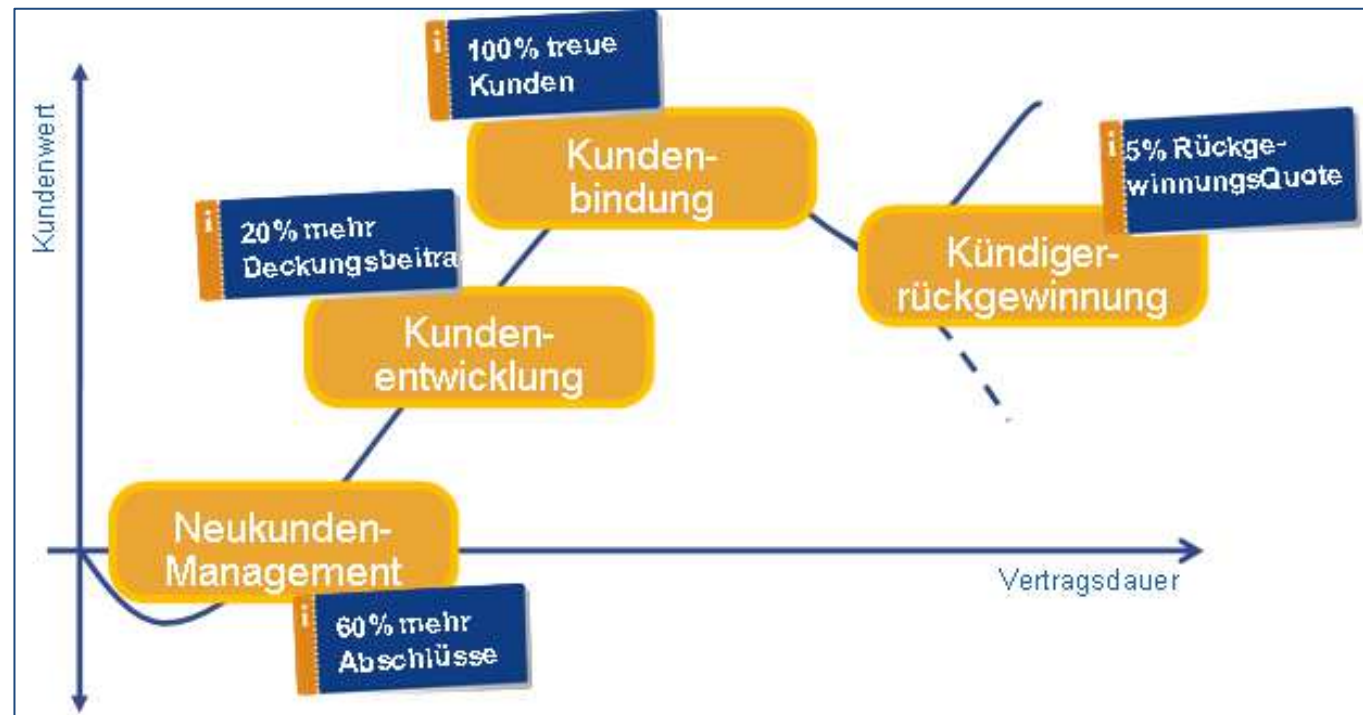 100% treue
Kunden
Kundenwert
Kunden-
bindung
i
5% Rückge-
winnungsQuote
i
20% mehr
Deckungsbeitra
Kündiger-
rückgewinnung
Kunden-
entwicklung
Neukunden-
Management
Vertragsdauer
i
60% mehr
Abschlüsse
i